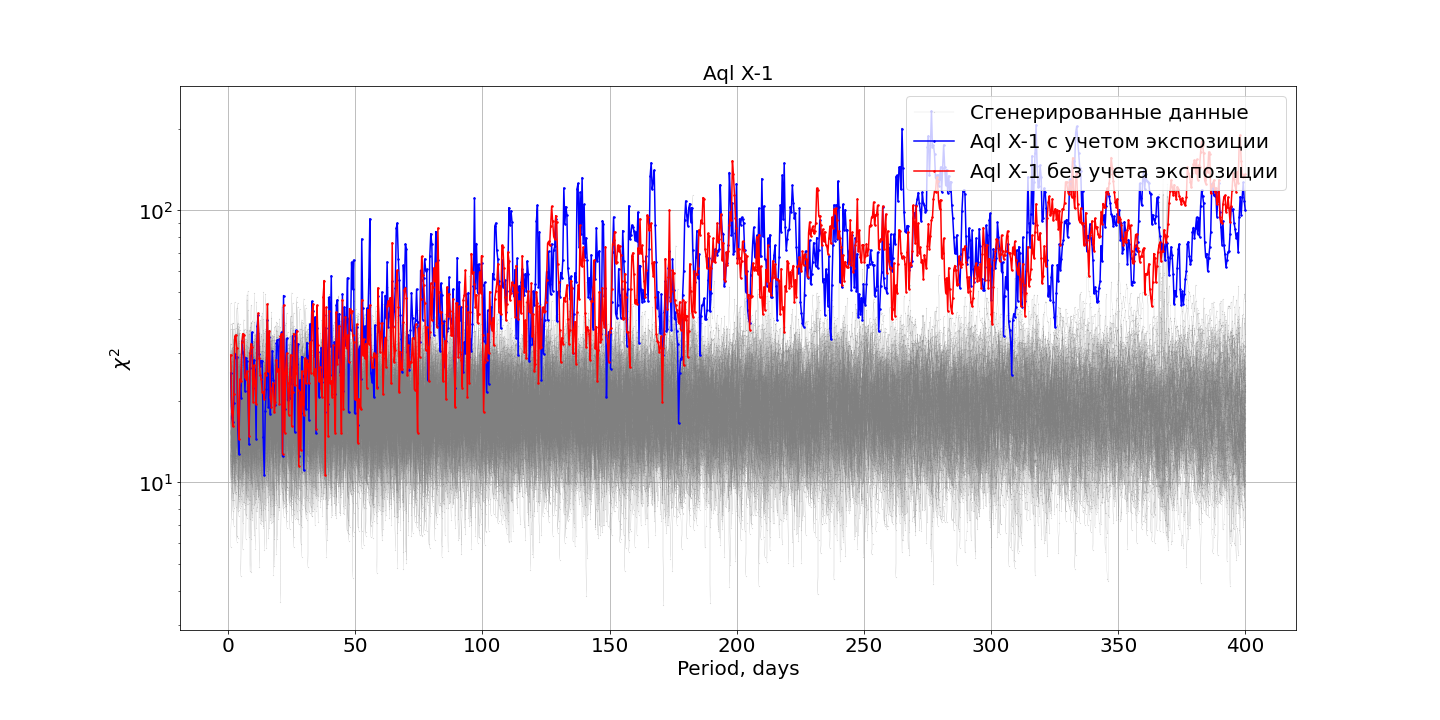 Aql X-1
Сгенерированные данные
Aql X-1 с учетом экспозиции
Aql X-1 без учета экспозиции
10²
10¹
χ²
0 50 100 150 200 250 300 350 400
Period, days